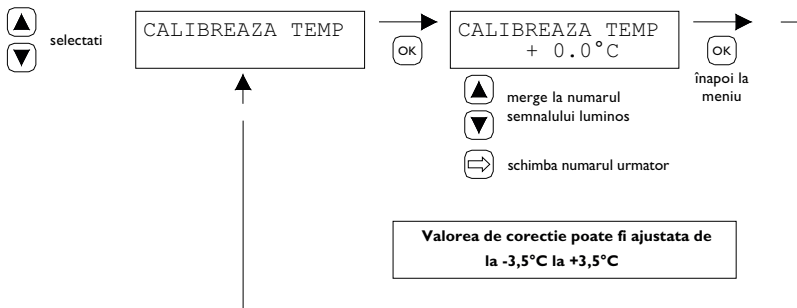 selectati
CALIBREAZA TEMP
OK
CALIBREAZA TEMP
+ 0.0°C
OK
înapoi la
meniu
merge la numarul
semnalului luminos
schimba numarul urmator
Valorea de corectie poate fi ajustata de
la -3,5°C la +3,5°C